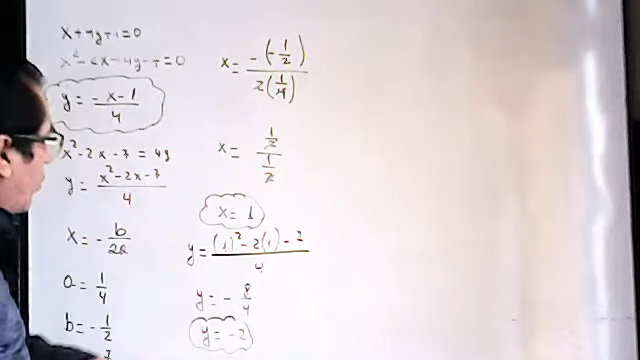 x+4y+1=0
x²-2x-4y-7=0
y = -x-1/4
x²-2x-7 = 4y
y = x²-2x-7/4
x = -b/2a
a = 1/4
b = -1/2
x = -(-1/2)/2(1/4)
x = 1/2/1/2
x = 1
y = (1)²-2(1)-7/4
y = -8/4
y = -2